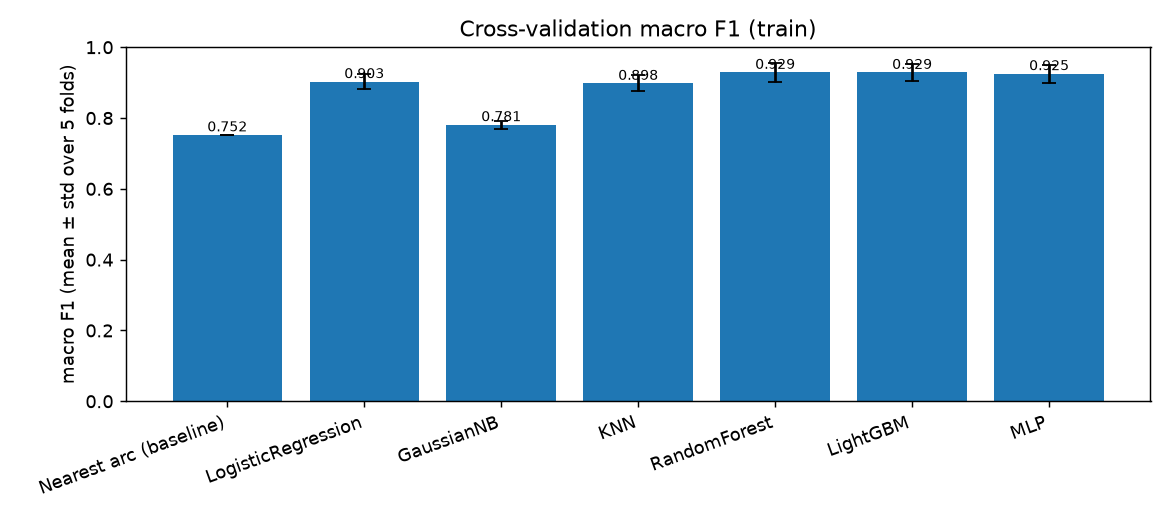 Cross-validation macro F1 (train)
macro F1 (mean ± std over 5 folds)
1.0
0.8
0.6
0.4
0.2
0.0
0.752
0.903
0.781
0.898
0.929
0.929
0.925
Nearest arc (baseline)
LogisticRegression
GaussianNB
KNN
RandomForest
LightGBM
MLP